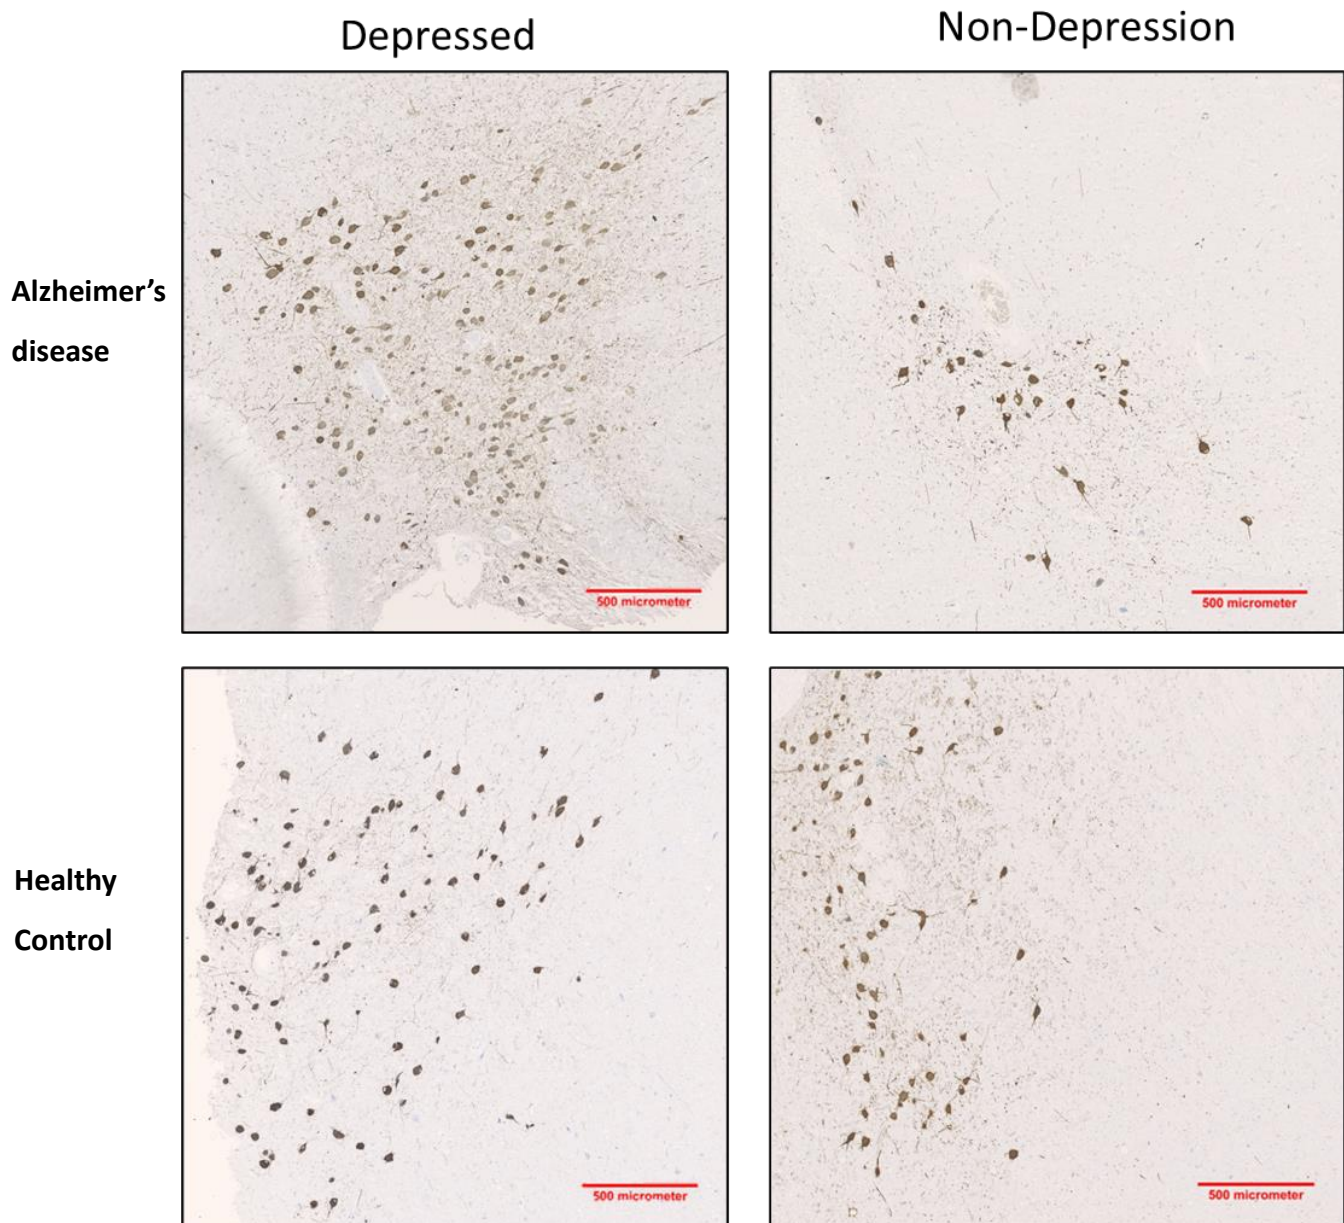 Depressed
Non-Depression
Alzheimer’s
disease
500 micrometer
500 micrometer
Healthy
Control
500 micrometer
500 micrometer